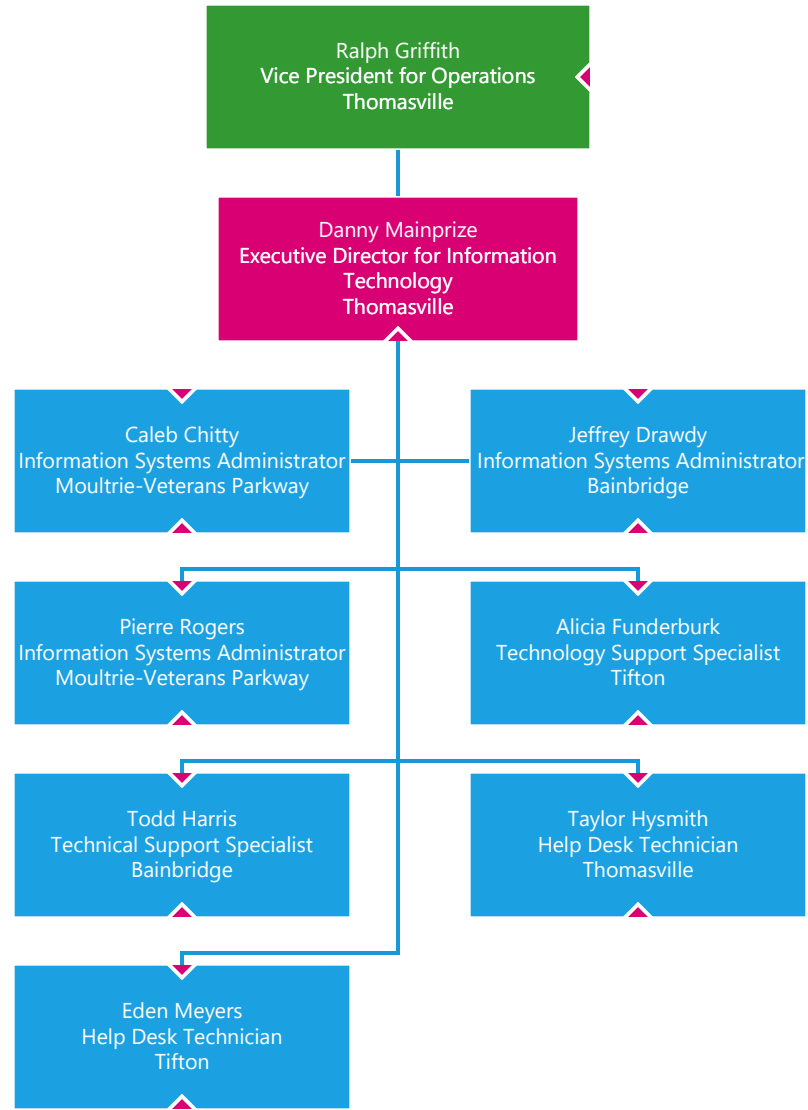 Ralph Griffith
Vice President for Operations
Thomasville
Danny Mainprize
Executive Director for Information
Technology
Thomasville
Caleb Chitty
Information Systems Administrator
Moultrie-Veterans Parkway
Jeffrey Drawdy
Information Systems Administrator
Bainbridge
Pierre Rogers
Information Systems Administrator
Moultrie-Veterans Parkway
Alicia Funderburk
Technology Support Specialist
Tifton
Todd Harris
Technical Support Specialist
Bainbridge
Taylor Hysmith
Help Desk Technician
Thomasville
Eden Meyers
Help Desk Technician
Tifton